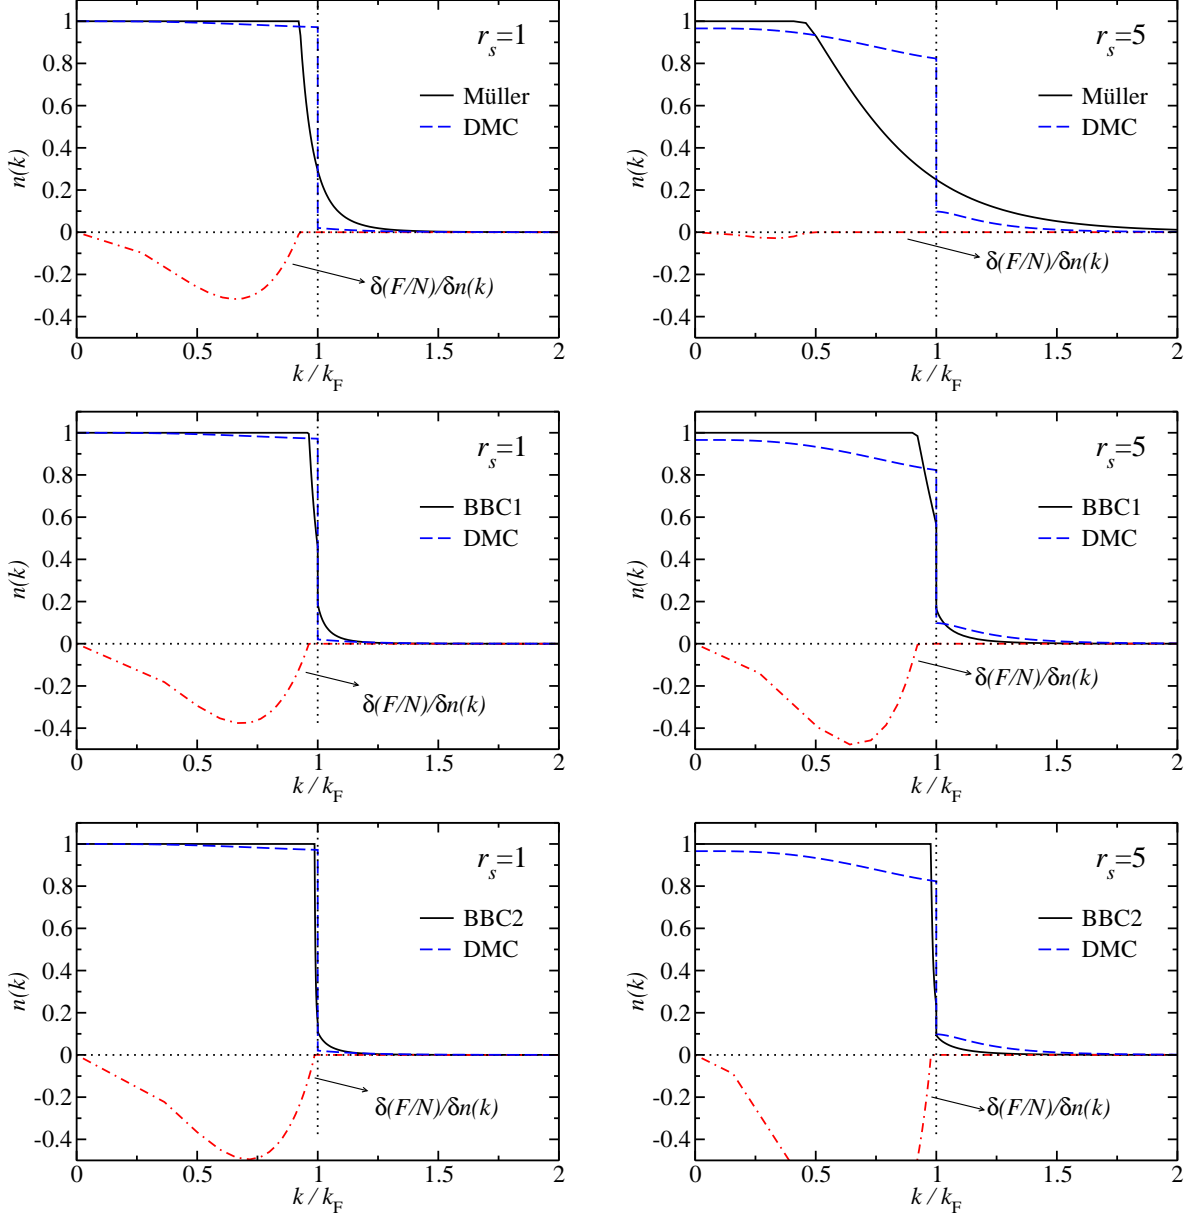 1
0.8
0.6
0.4
0.2
0
-0.2
-0.4
n(k)
r_s=1
Müller
DMC
δ(F/N)/δn(k)
0 0.5 1 1.5 2
k / k_F
1
0.8
0.6
0.4
0.2
0
-0.2
-0.4
n(k)
r_s=5
Müller
DMC
δ(F/N)/δn(k)
0 0.5 1 1.5 2
k / k_F
1
0.8
0.6
0.4
0.2
0
-0.2
-0.4
n(k)
r_s=1
BBC1
DMC
δ(F/N)/δn(k)
0 0.5 1 1.5 2
k / k_F
1
0.8
0.6
0.4
0.2
0
-0.2
-0.4
n(k)
r_s=5
BBC1
DMC
δ(F/N)/δn(k)
0 0.5 1 1.5 2
k / k_F
1
0.8
0.6
0.4
0.2
0
-0.2
-0.4
n(k)
r_s=1
BBC2
DMC
δ(F/N)/δn(k)
0 0.5 1 1.5 2
k / k_F
1
0.8
0.6
0.4
0.2
0
-0.2
-0.4
n(k)
r_s=5
BBC2
DMC
δ(F/N)/δn(k)
0 0.5 1 1.5 2
k / k_F